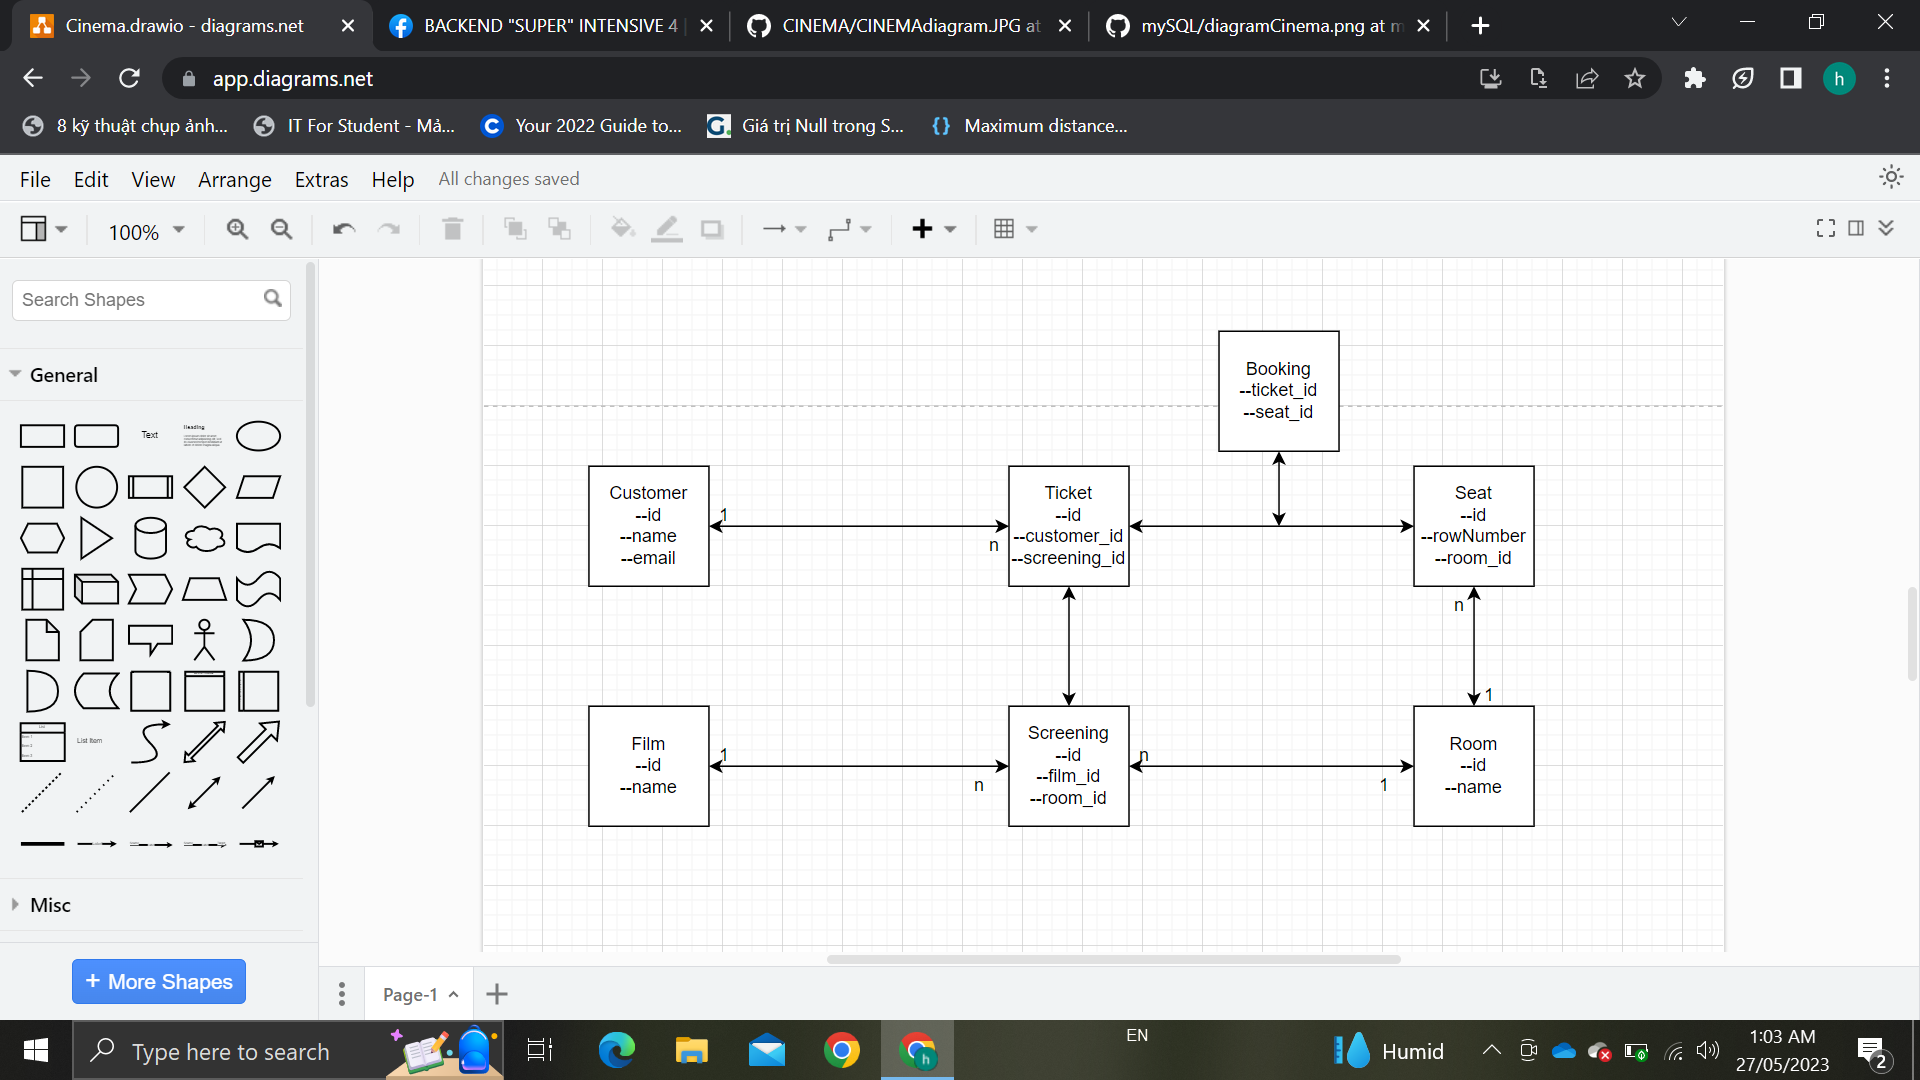 Cinema.drawio - diagrams.net
BACKEND "SUPER" INTENSIVE 4 |
CINEMA/CINEMAdiagram.JPG at
mySQL/diagramCinema.png at m
app.diagrams.net
h
8 kỹ thuật chụp ảnh...
IT For Student - Mả...
Your 2022 Guide to...
Giá trị Null trong S...
Maximum distance...
File Edit View Arrange Extras Help All changes saved
100%
Search Shapes
General
Text
Heading
List Item
Misc
+ More Shapes
Booking
--ticket_id
--seat_id
Customer
--id
--name
--email
1
n
Ticket
--id
--customer_id
--screening_id
Seat
--id
--rowNumber
--room_id
n
1
Film
--id
--name
1
n
Screening
--id
--film_id
--room_id
n
1
Room
--id
--name
Page-1
Type here to search
h
EN
Humid
1:03 AM
27/05/2023
2